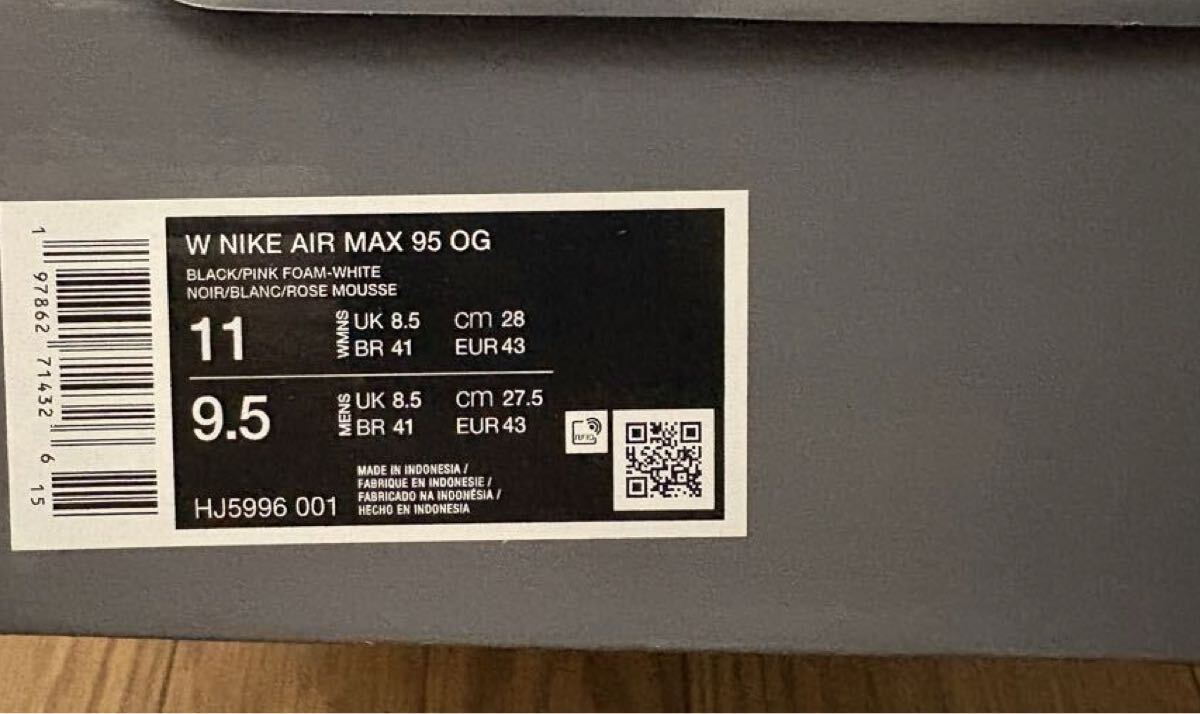 W NIKE AIR MAX 95 OG
BLACK/PINK FOAM-WHITE
NOIR/BLANC/ROSE MOUSSE
11 WMNS UK 8.5 cm 28
BR 41 EUR 43
9.5 MENS UK 8.5 cm 27.5
BR 41 EUR 43
MADE IN INDONESIA /
FABRIQUE EN INDONESIE /
FABRICADO NA INDONÉSIA /
HECHO EN INDONESIA
HJ5996 001
RFID
1 97862 71432 6 15